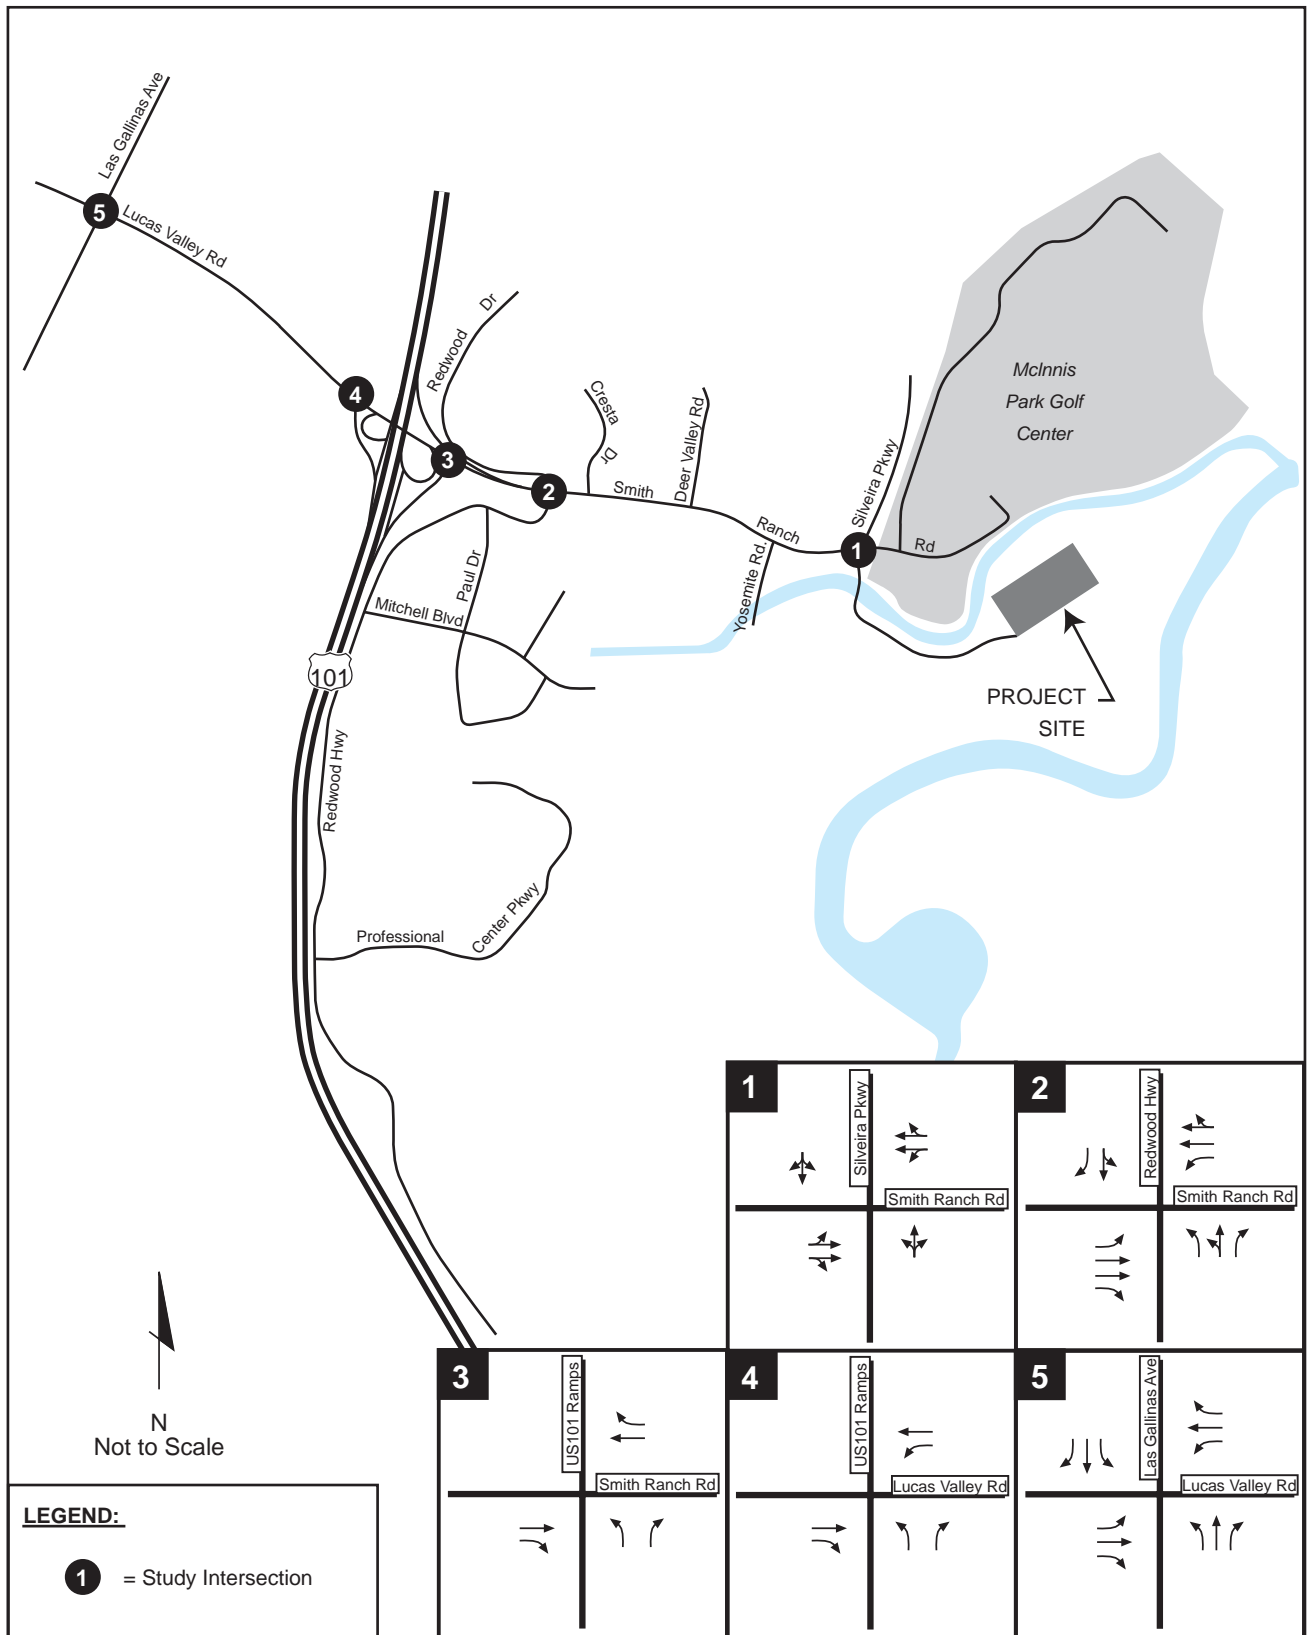 Las Gallinas Ave
5
Lucas Valley Rd
Redwood Dr
4
3
2
Cresta Dr
Deer Valley Rd
Smith Ranch Rd
Silveira Pkwy
1
Yosemite Rd.
McInnis
Park Golf
Center
Paul Dr
Mitchell Blvd
101
PROJECT
SITE
Redwood Hwy
Professional Center Pkwy
1
Silveira Pkwy
Smith Ranch Rd
2
Redwood Hwy
Smith Ranch Rd
3
US101 Ramps
Smith Ranch Rd
4
US101 Ramps
Lucas Valley Rd
5
Las Gallinas Ave
Lucas Valley Rd
N
Not to Scale
LEGEND:
1 = Study Intersection